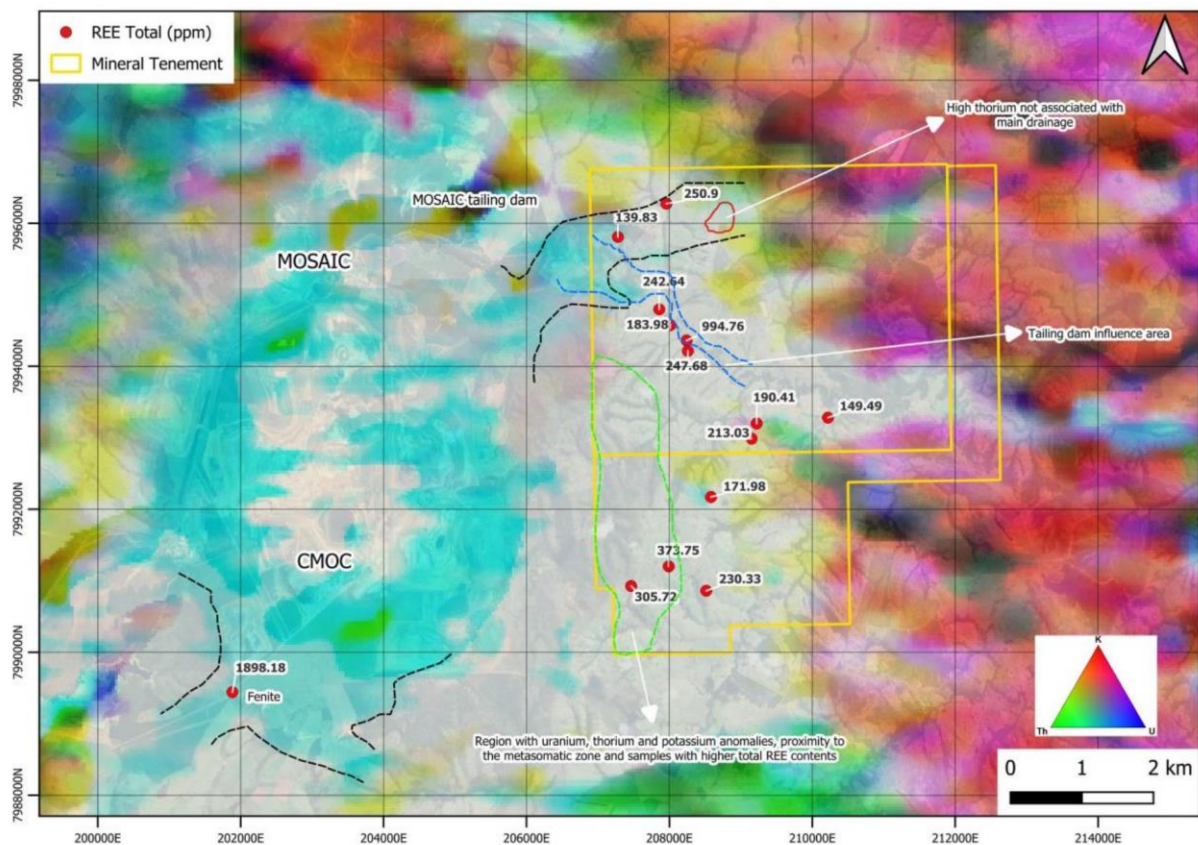 REE Total (ppm)
Mineral Tenement
7998000N
7996000N
7994000N
7992000N
7990000N
7988000N
High thorium not associated with
main drainage
MOSAIC tailing dam
250.9
139.83
MOSAIC
242.64
183.98
994.76
247.68
Tailing dam influence area
190.41
149.49
213.03
171.98
CMOC
373.75
305.72
230.33
1898.18
Fenite
Region with uranium, thorium and potassium anomalies, proximity to
the metasomatic zone and samples with higher total REE contents
K
Th
U
0 1 2 km
200000E 202000E 204000E 206000E 208000E 210000E 212000E 214000E